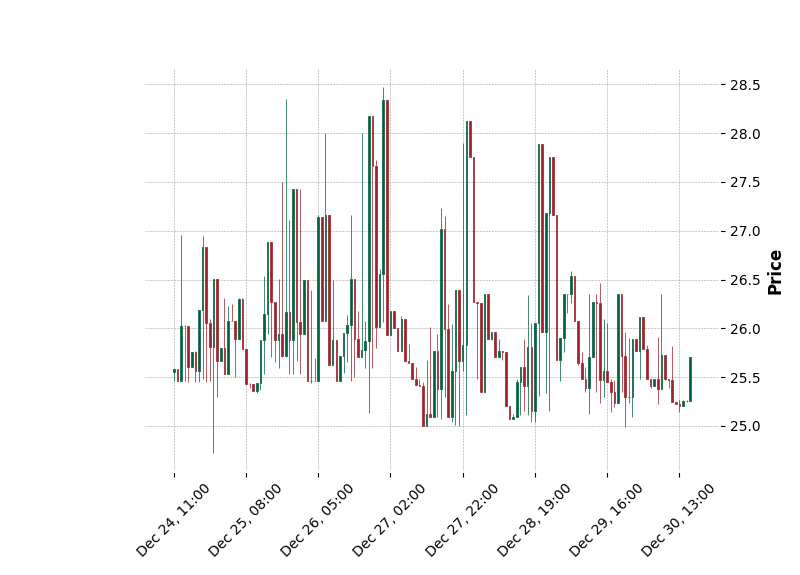 28.5
28.0
27.5
27.0
26.5
26.0
25.5
25.0
Price
Dec 24, 11:00
Dec 25, 08:00
Dec 26, 05:00
Dec 27, 02:00
Dec 27, 22:00
Dec 28, 19:00
Dec 29, 16:00
Dec 30, 13:00